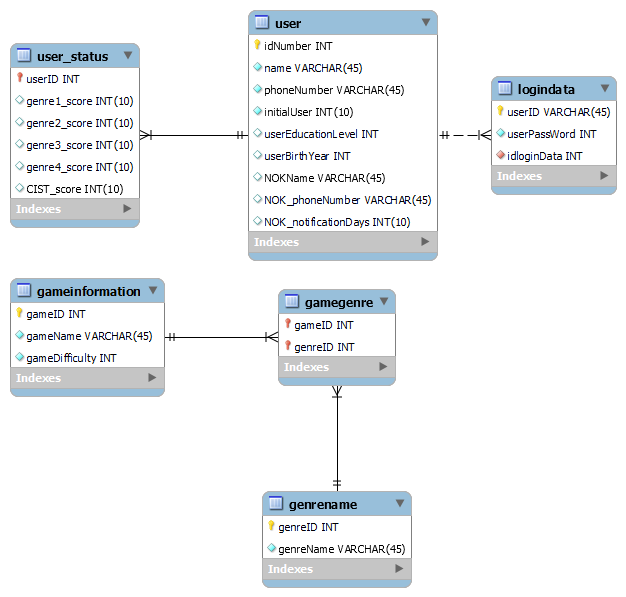 user
idNumber INT
name VARCHAR(45)
phoneNumber VARCHAR(45)
initialUser INT(10)
userEducationLevel INT
userBirthYear INT
NOKName VARCHAR(45)
NOK_phoneNumber VARCHAR(45)
NOK_notificationDays INT(10)
Indexes
user_status
userID INT
genre1_score INT(10)
genre2_score INT(10)
genre3_score INT(10)
genre4_score INT(10)
CIST_score INT(10)
Indexes
logindata
userID VARCHAR(45)
userPassWord INT
idloginData INT
Indexes
gameinformation
gameID INT
gameName VARCHAR(45)
gameDifficulty INT
Indexes
gamegenre
gameID INT
genreID INT
Indexes
genrename
genreID INT
genreName VARCHAR(45)
Indexes